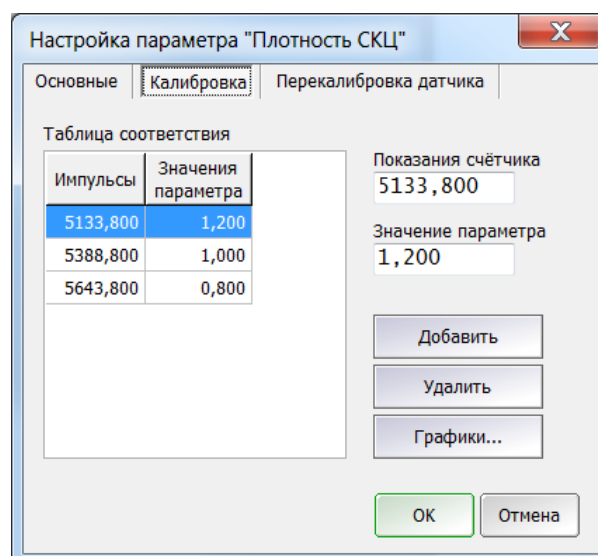 Настройка параметра "Плотность СКЦ"
X
Основные Калибровка Перекалибровка датчика
Таблица соответствия
Импульсы Значения параметра
5133,800 1,200
5388,800 1,000
5643,800 0,800
Показания счётчика
5133,800
Значение параметра
1,200
Добавить
Удалить
Графики...
OK Отмена